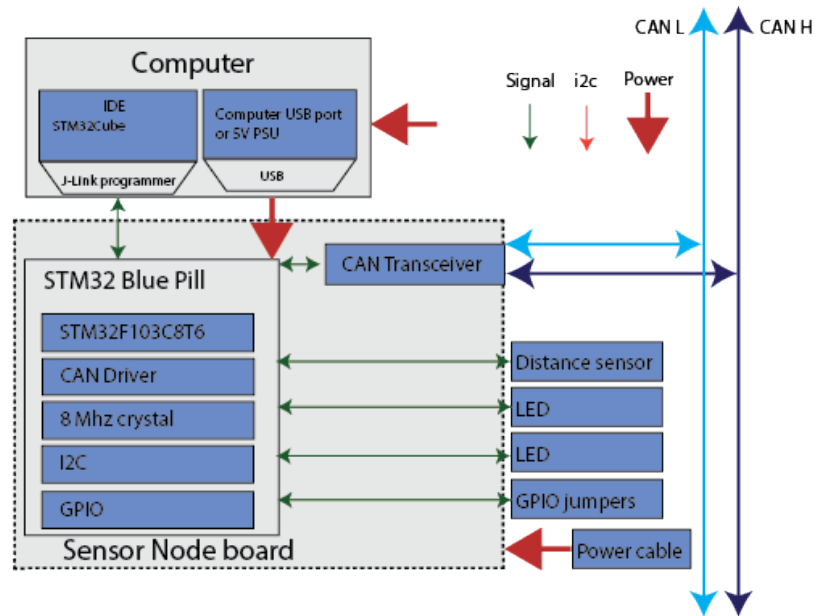 CAN L
CAN H
Computer
IDE
STM32Cube
Computer USB port
or 5V PSU
J-Link programmer
USB
Signal
i2c
Power
CAN Transceiver
STM32 Blue Pill
STM32F103C8T6
CAN Driver
8 Mhz crystal
I2C
GPIO
Distance sensor
LED
LED
GPIO jumpers
Sensor Node board
Power cable